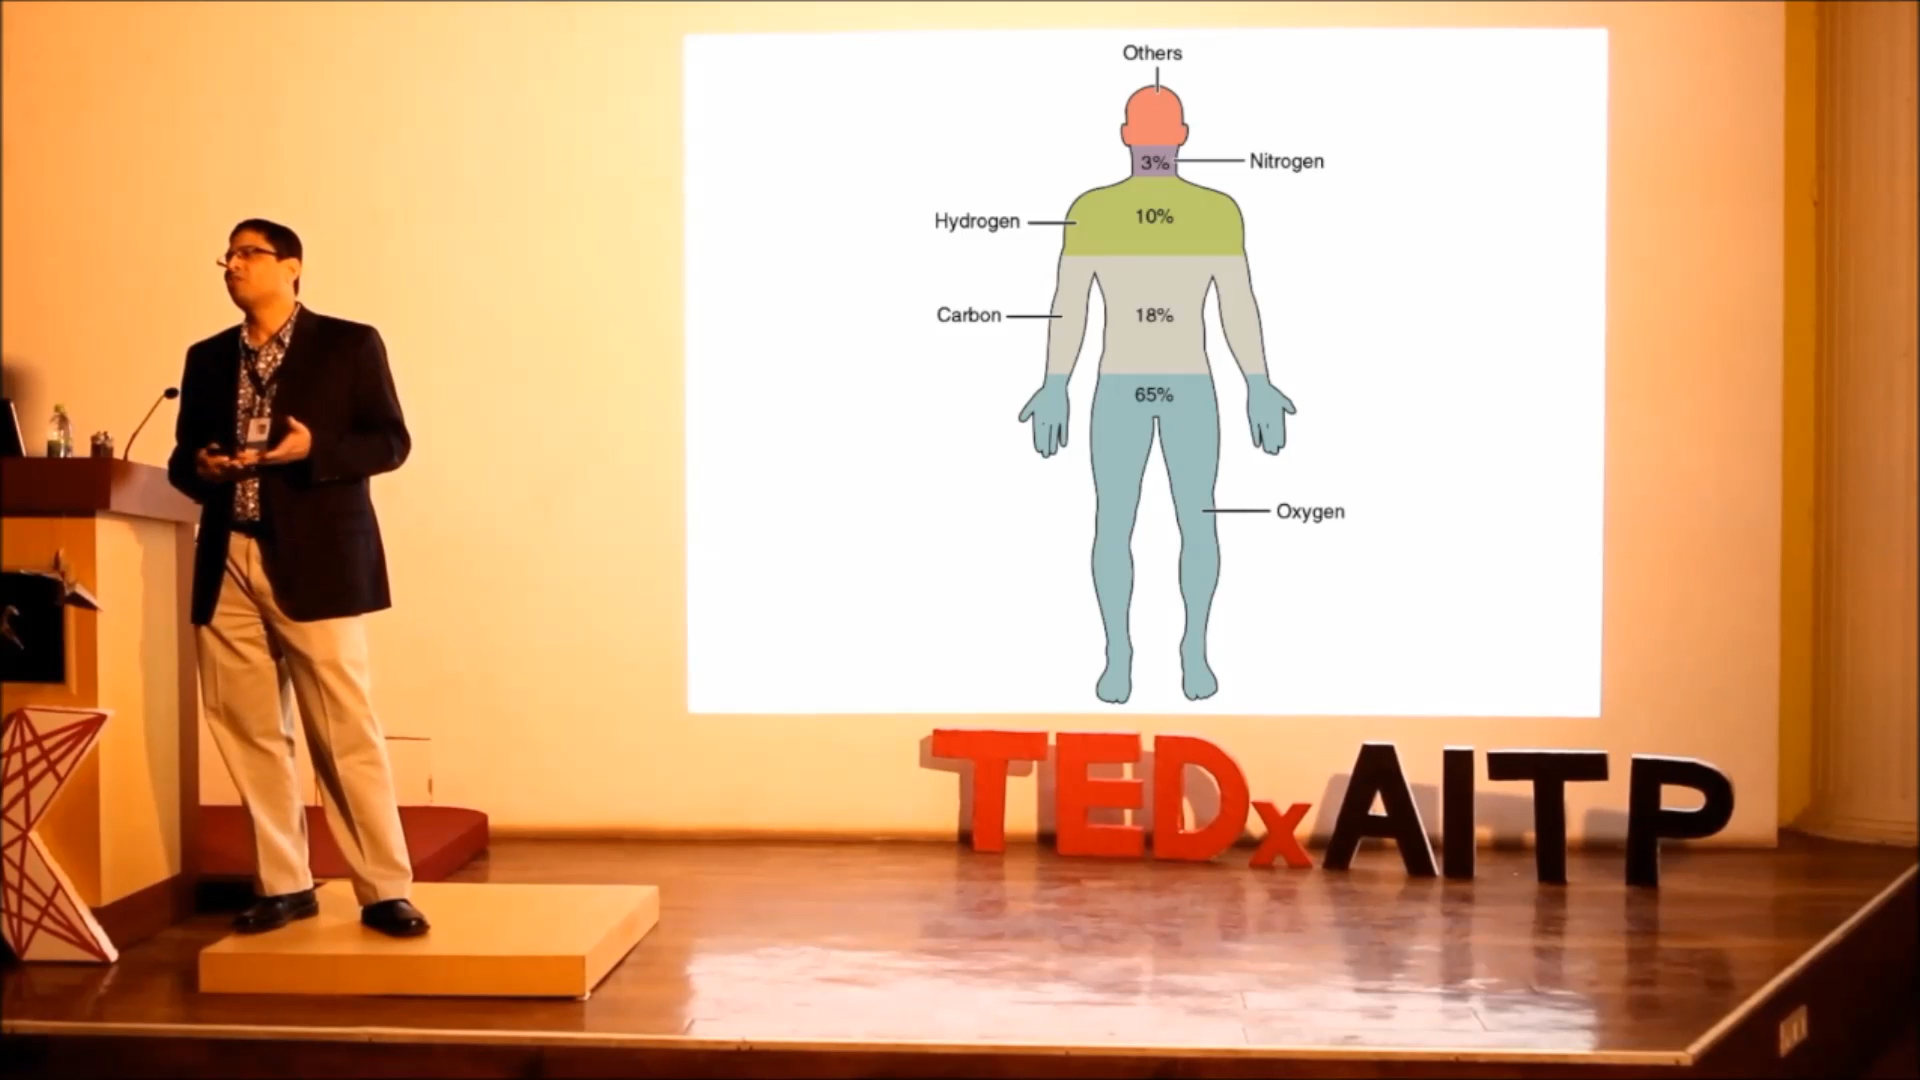 Others
3%
Nitrogen
Hydrogen
10%
Carbon
18%
65%
Oxygen
TEDxAITP